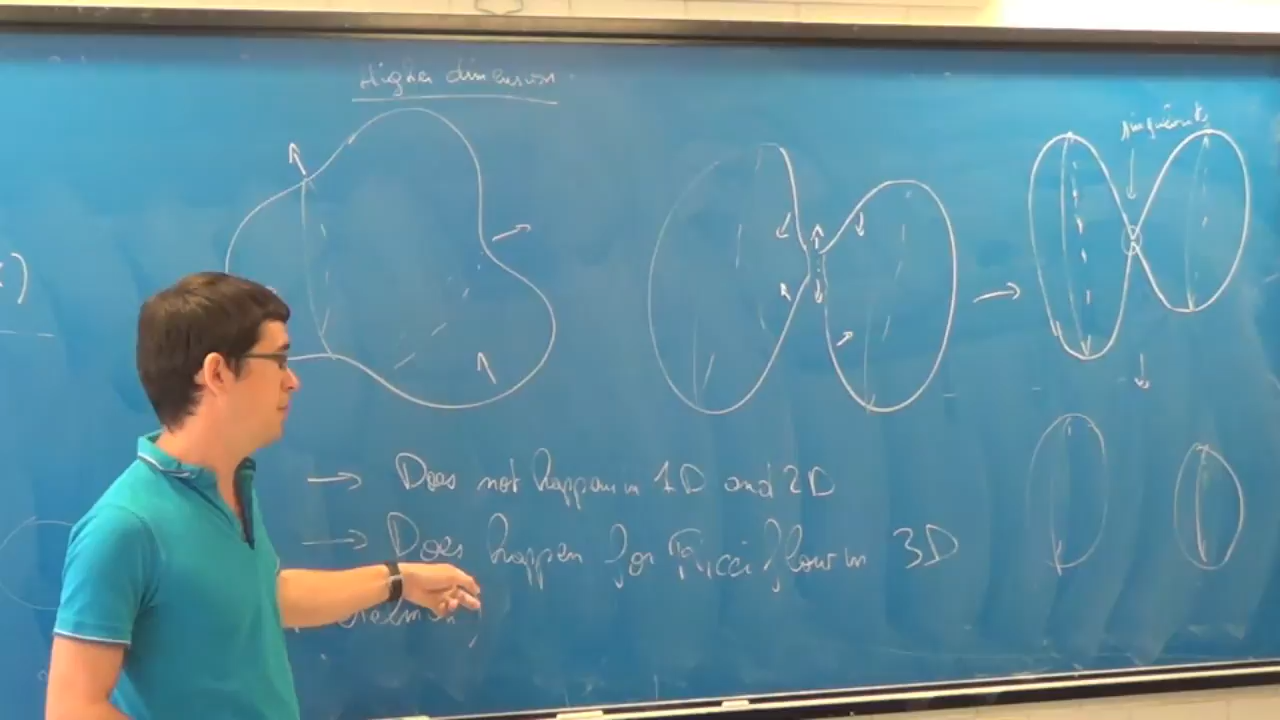 Higher dimension
singularity
→ Does not happen in 1D and 2D
→ Does happen for Ricci flow in 3D